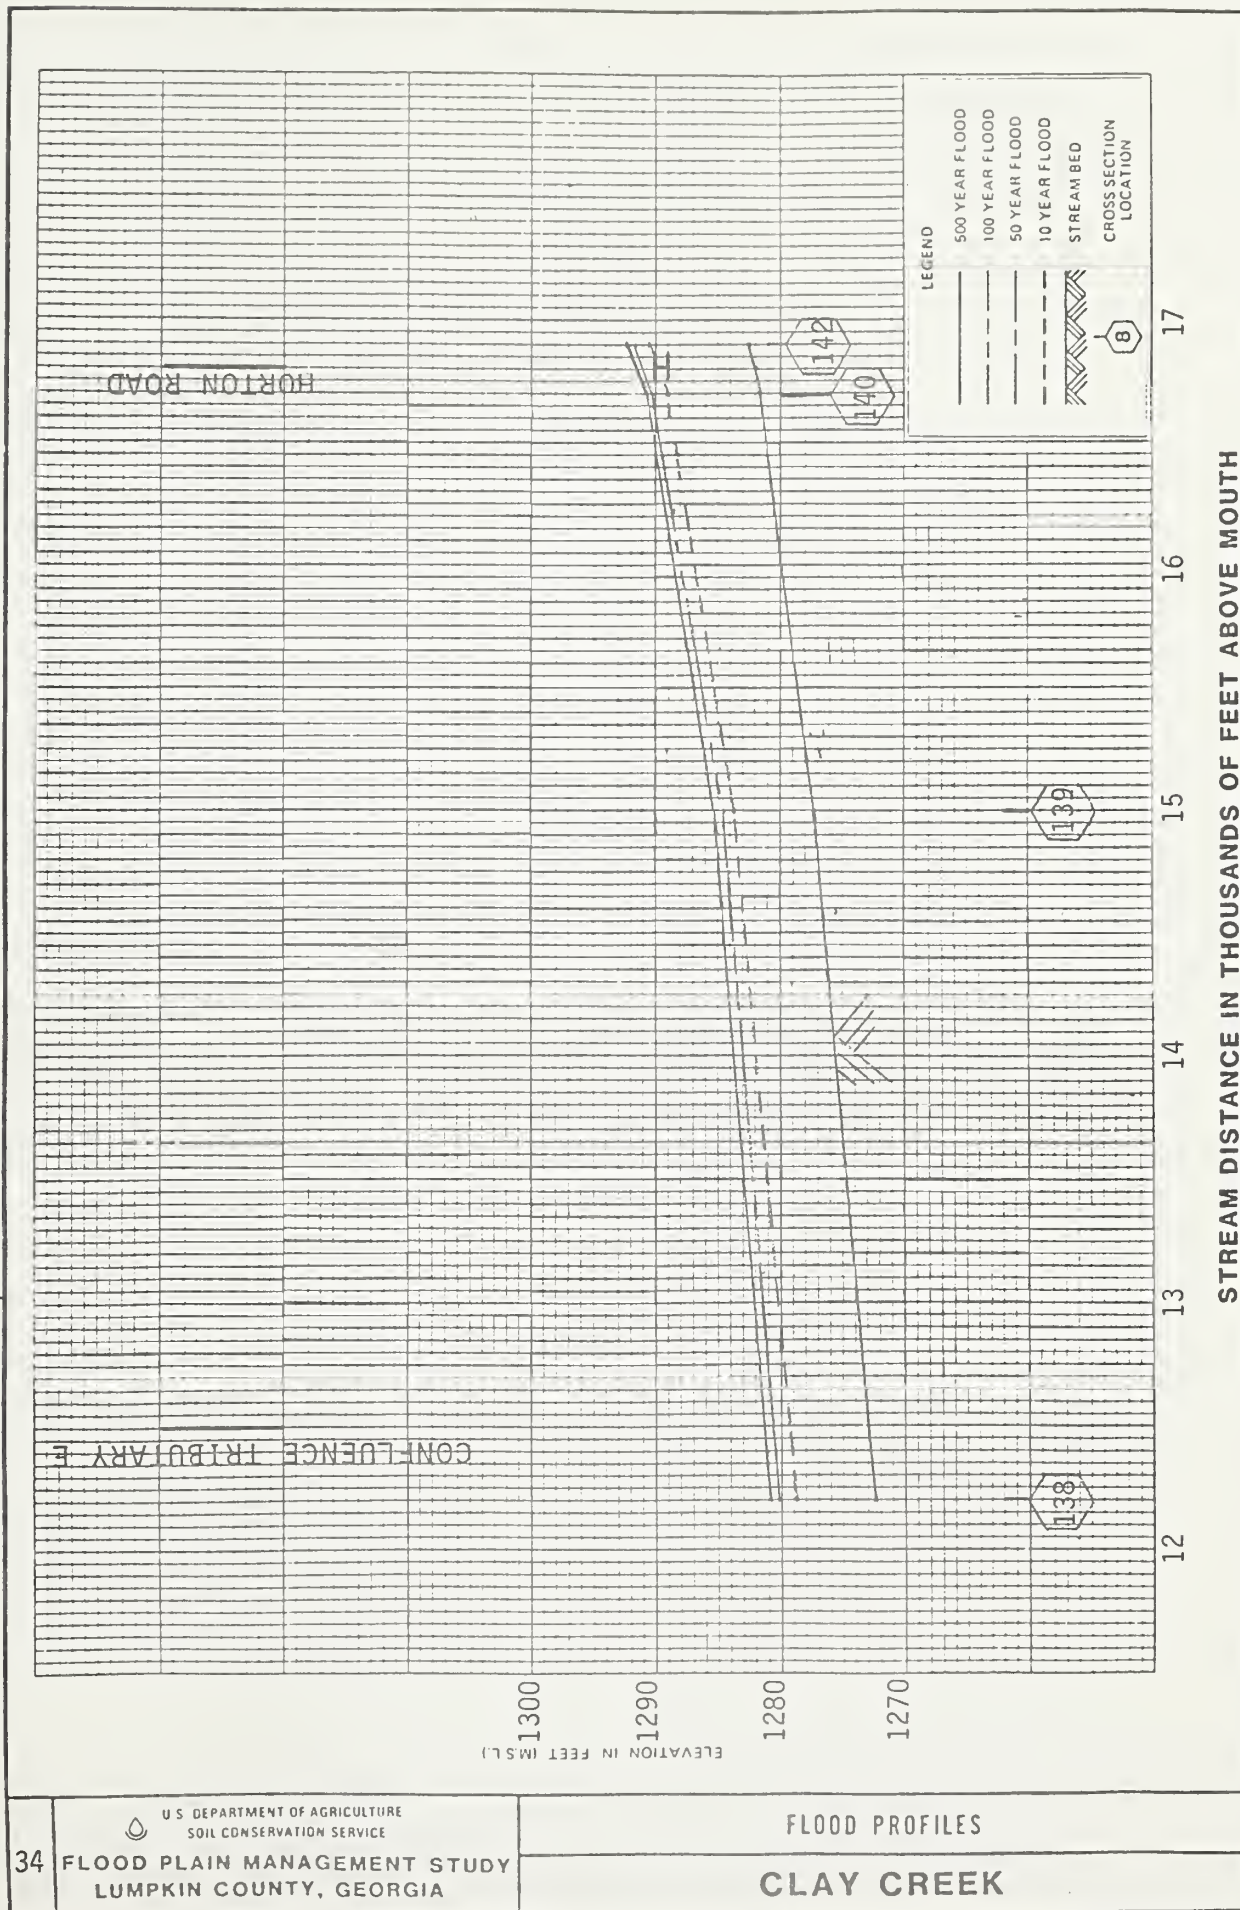 HORTON ROAD
CONFLUENCE TRIBUTARY E
LEGEND
500 YEAR FLOOD
100 YEAR FLOOD
50 YEAR FLOOD
10 YEAR FLOOD
STREAM BED
CROSS SECTION
LOCATION
8
142
140
139
138
1300
1290
1280
1270
ELEVATION IN FEET (M.S.L.)
12
13
14
15
16
17
STREAM DISTANCE IN THOUSANDS OF FEET ABOVE MOUTH
34
U S DEPARTMENT OF AGRICULTURE
SOIL CONSERVATION SERVICE
FLOOD PLAIN MANAGEMENT STUDY
LUMPKIN COUNTY, GEORGIA
FLOOD PROFILES
CLAY CREEK